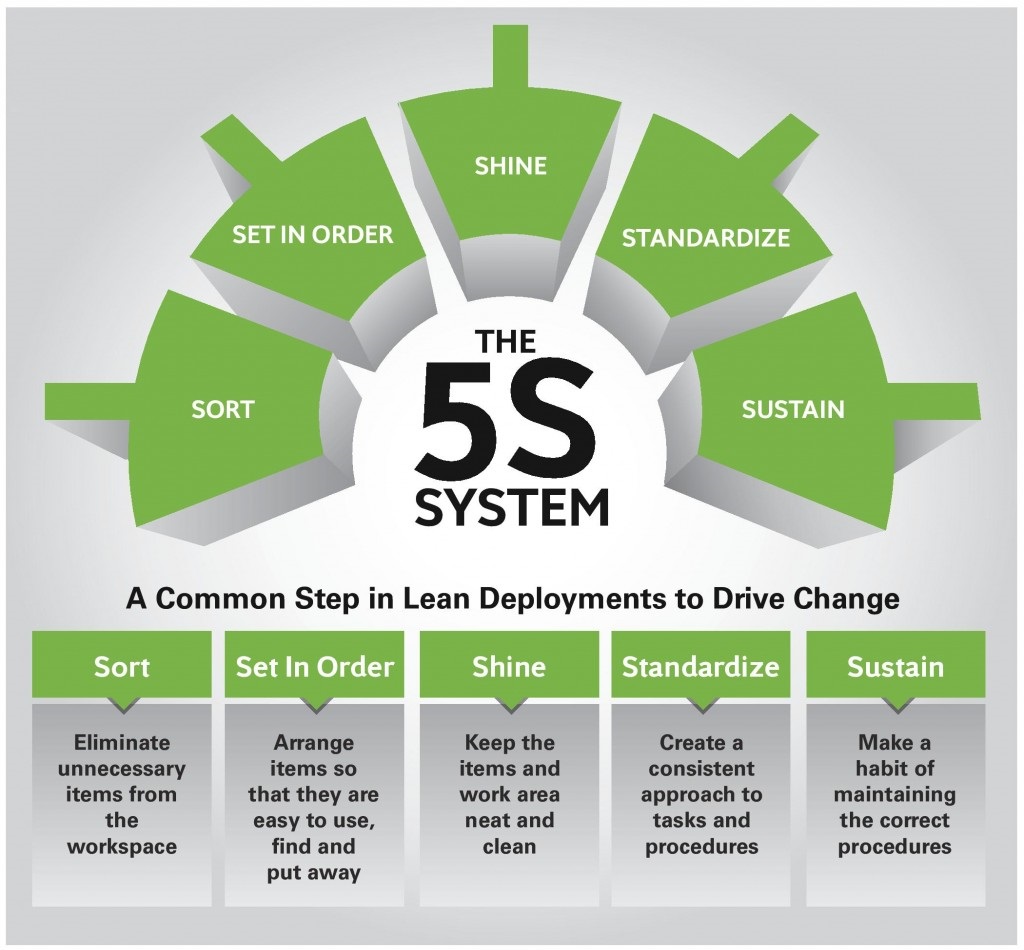 SHINE
SET IN ORDER
STANDARDIZE
SORT
SUSTAIN
THE
5S
SYSTEM
A Common Step in Lean Deployments to Drive Change
Sort
Eliminate
unnecessary
items from
the
workspace
Set In Order
Arrange
items so
that they are
easy to use,
find and
put away
Shine
Keep the
items and
work area
neat and
clean
Standardize
Create a
consistent
approach to
tasks and
procedures
Sustain
Make a
habit of
maintaining
the correct
procedures